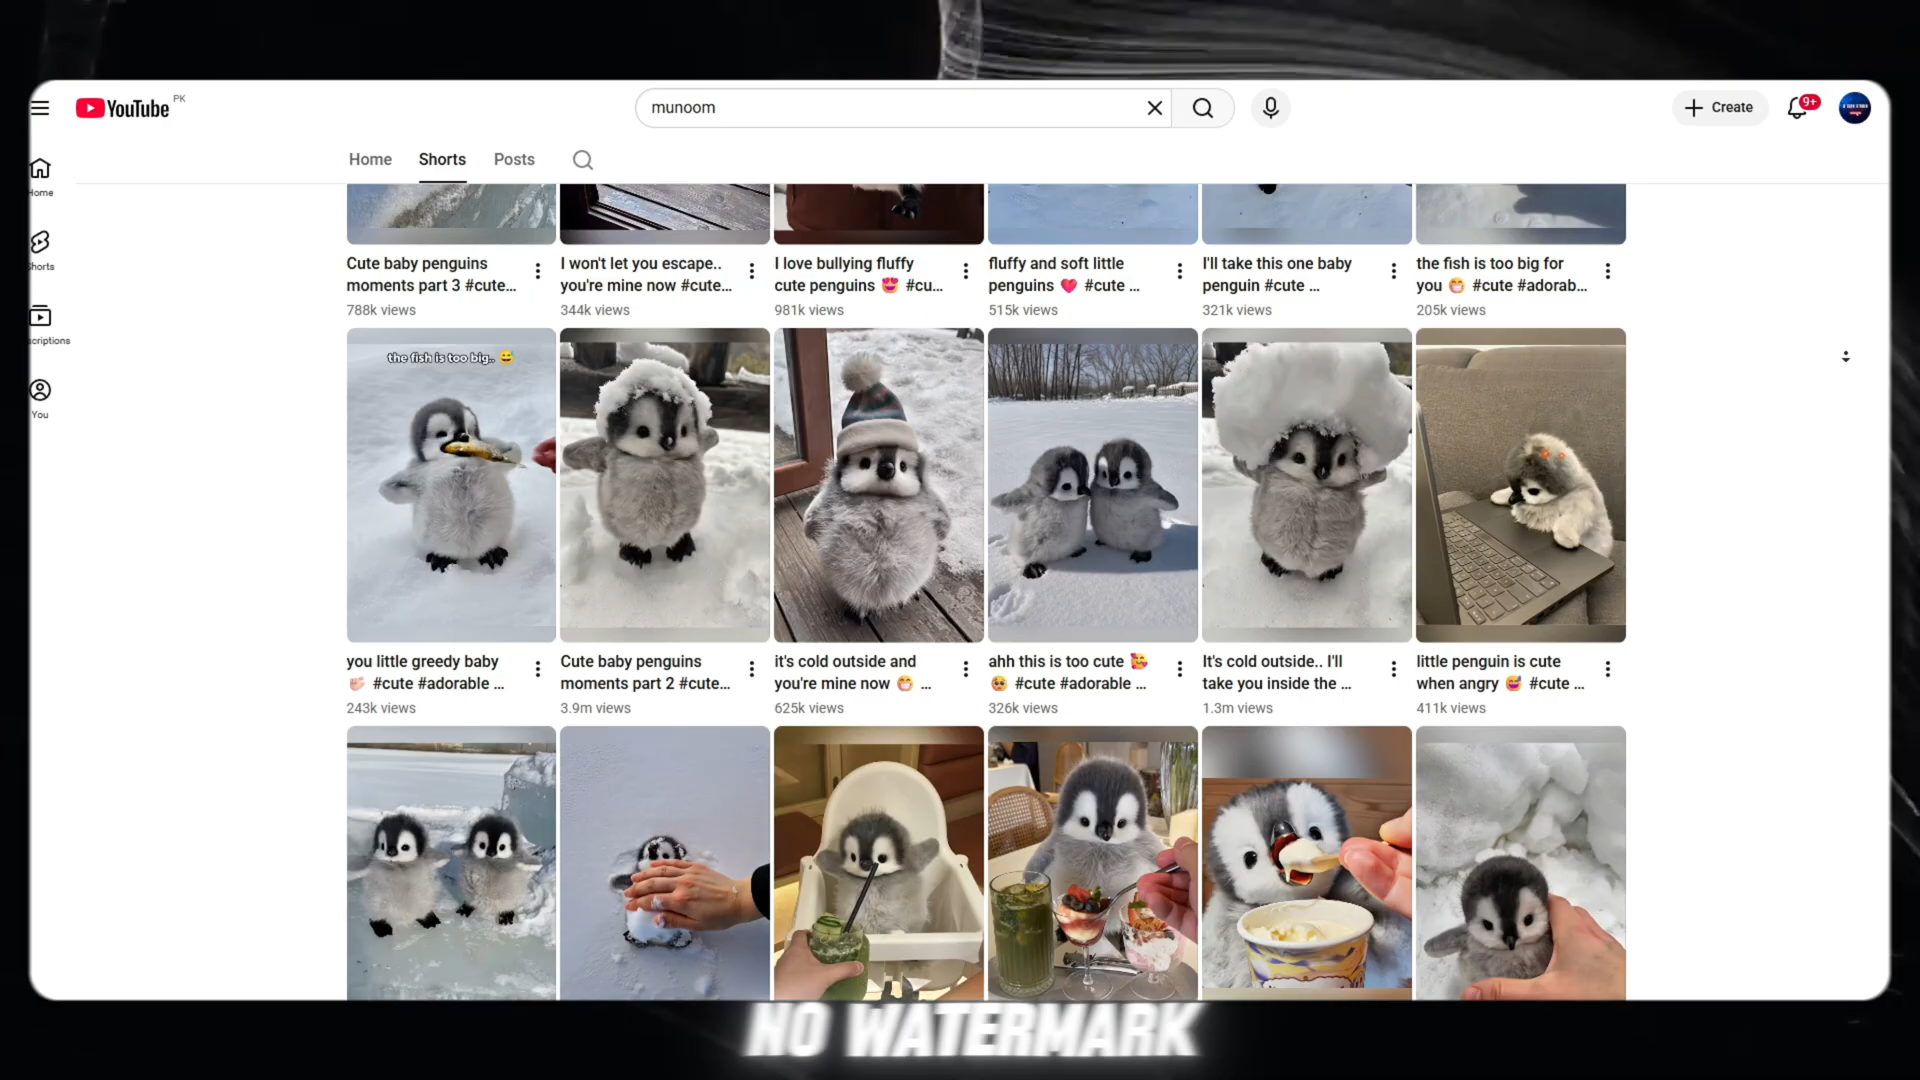 YouTube PK
munoom
Create
9+
Home
Shorts
Posts
Home
Shorts
scriptions
You
Cute baby penguins
moments part 3 #cute...
788k views
I won't let you escape..
you're mine now #cute...
344k views
I love bullying fluffy
cute penguins 😍 #cu...
981k views
fluffy and soft little
penguins ❤️ #cute ...
515k views
I'll take this one baby
penguin #cute ...
321k views
the fish is too big for
you 😁 #cute #adorab...
205k views
the fish is too big.. 😅
you little greedy baby
🤏🏻 #cute #adorable ...
243k views
Cute baby penguins
moments part 2 #cute...
3.9m views
it's cold outside and
you're mine now 😁 ...
625k views
ahh this is too cute 🥰
🥺 #cute #adorable ...
326k views
It's cold outside.. I'll
take you inside the ...
1.3m views
little penguin is cute
when angry 😅 #cute ...
411k views
NO WATERMARK